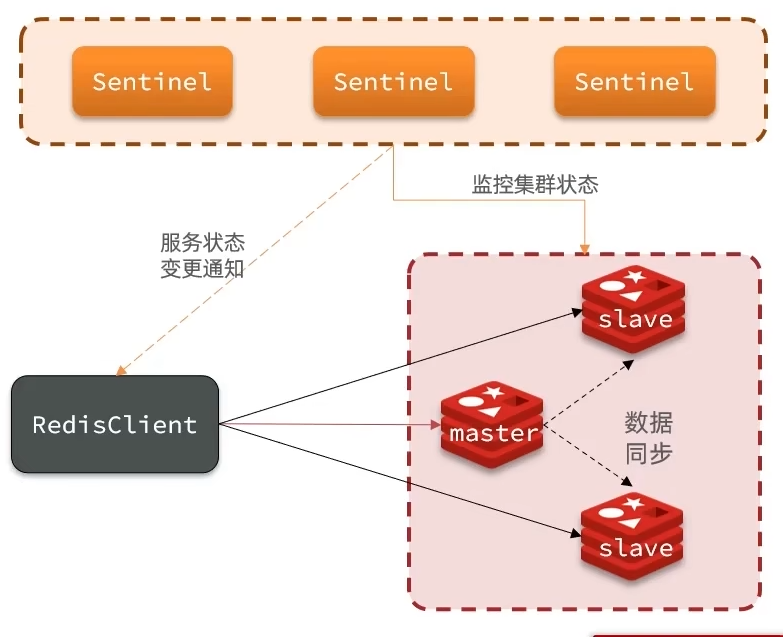 Sentinel
Sentinel
Sentinel
监控集群状态
服务状态
变更通知
slave
RedisClient
master
数据
同步
slave